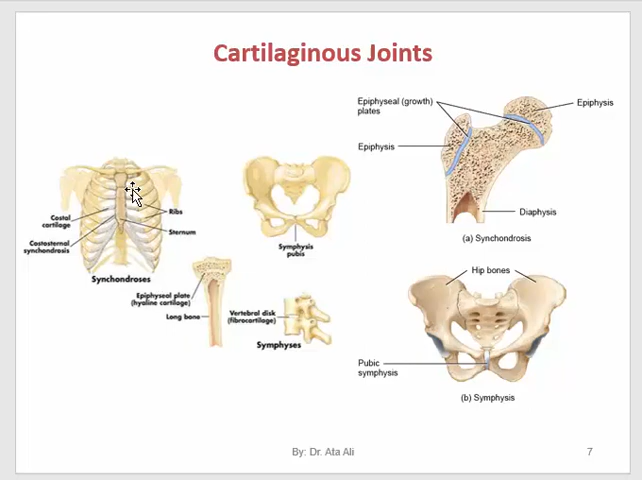 Cartilaginous Joints
Costal
cartilage
Costosternal
synchondrosis
Ribs
Sternum
Synchondroses
Epiphyseal plate
(hyaline cartilage)
Long bone
Symphysis
pubis
Vertebral disk
(fibrocartilage)
Symphyses
Epiphyseal (growth)
plates
Epiphysis
Epiphysis
Diaphysis
(a) Synchondrosis
Hip bones
Pubic
symphysis
(b) Symphysis
By: Dr. Ata Ali
7